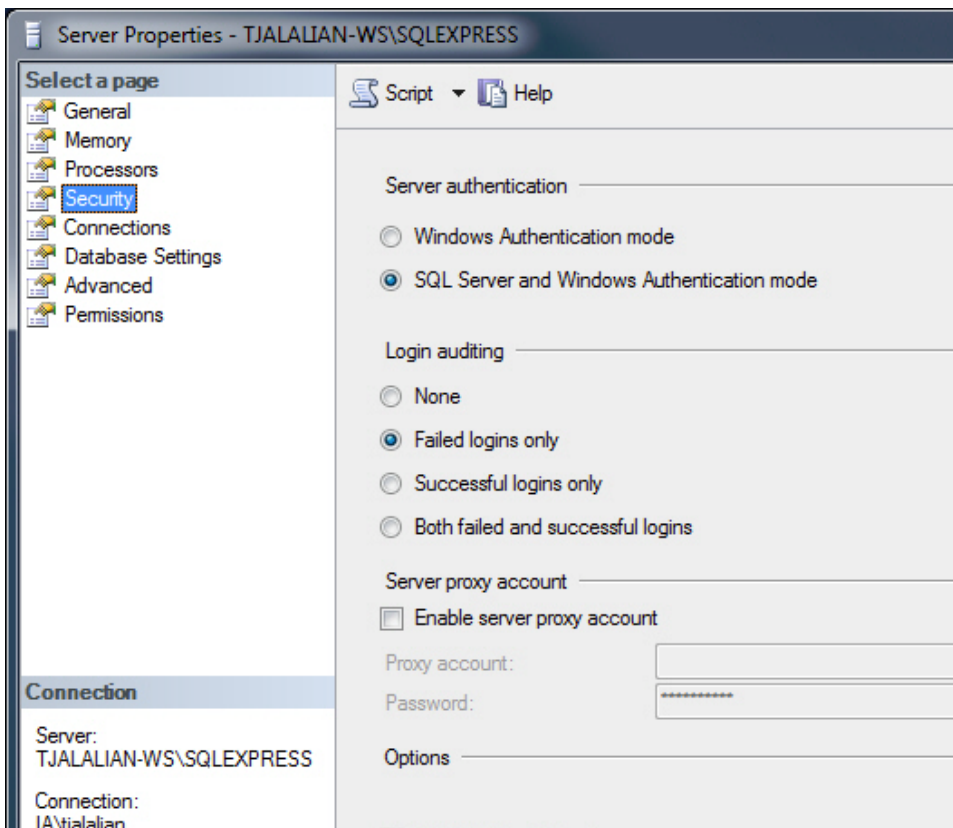 Server Properties - TJALALIAN-WS\SQLEXPRESS
Select a page
General
Memory
Processors
Security
Connections
Database Settings
Advanced
Permissions
Script Help
Server authentication
Windows Authentication mode
SQL Server and Windows Authentication mode
Login auditing
None
Failed logins only
Successful logins only
Both failed and successful logins
Server proxy account
Enable server proxy account
Proxy account:
Password: **********
Options
Connection
Server:
TJALALIAN-WS\SQLEXPRESS
Connection:
IA\tjalalian